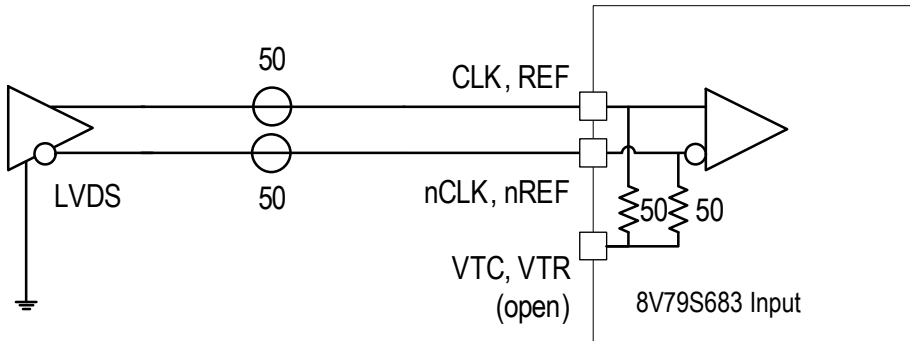 50
CLK, REF
LVDS
50
nCLK, nREF
50
50
VTC, VTR
(open)
8V79S683 Input